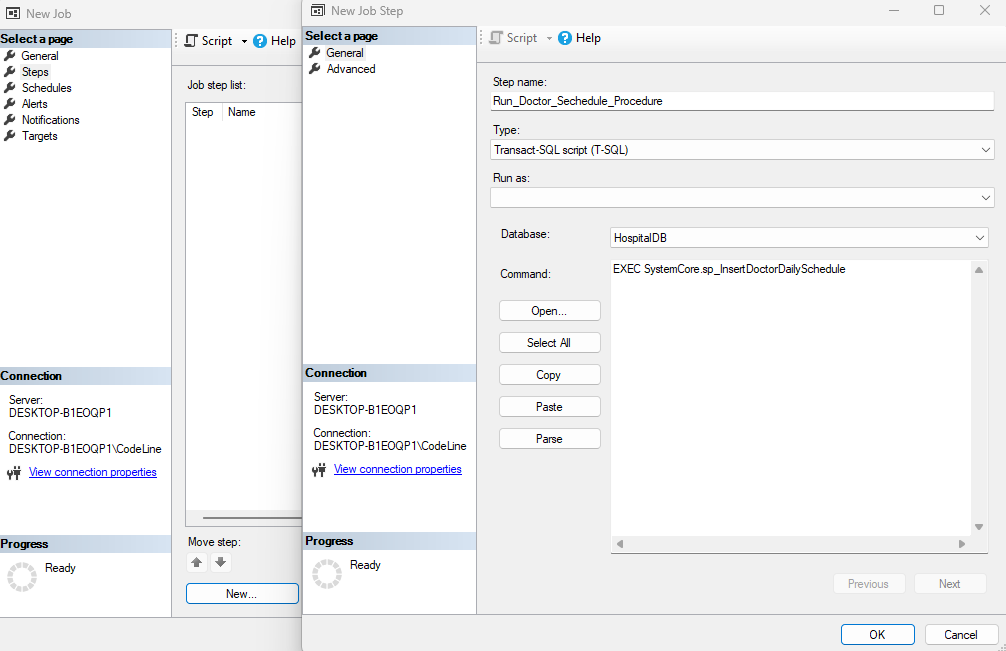 New Job
Select a page
General
Steps
Schedules
Alerts
Notifications
Targets
Script
Help
Job step list:
Step Name
Connection
Server:
DESKTOP-B1EOQP1
Connection:
DESKTOP-B1EOQP1\CodeLine
View connection properties
Progress
Ready
Move step:
New...
New Job Step
Select a page
General
Advanced
Script
Help
Step name:
Run_Doctor_Sechedule_Procedure
Type:
Transact-SQL script (T-SQL)
Run as:
Database:
HospitalDB
Command:
EXEC SystemCore.sp_InsertDoctorDailySchedule
Open...
Select All
Copy
Paste
Parse
Connection
Server:
DESKTOP-B1EOQP1
Connection:
DESKTOP-B1EOQP1\CodeLine
View connection properties
Progress
Ready
Previous
Next
OK
Cancel